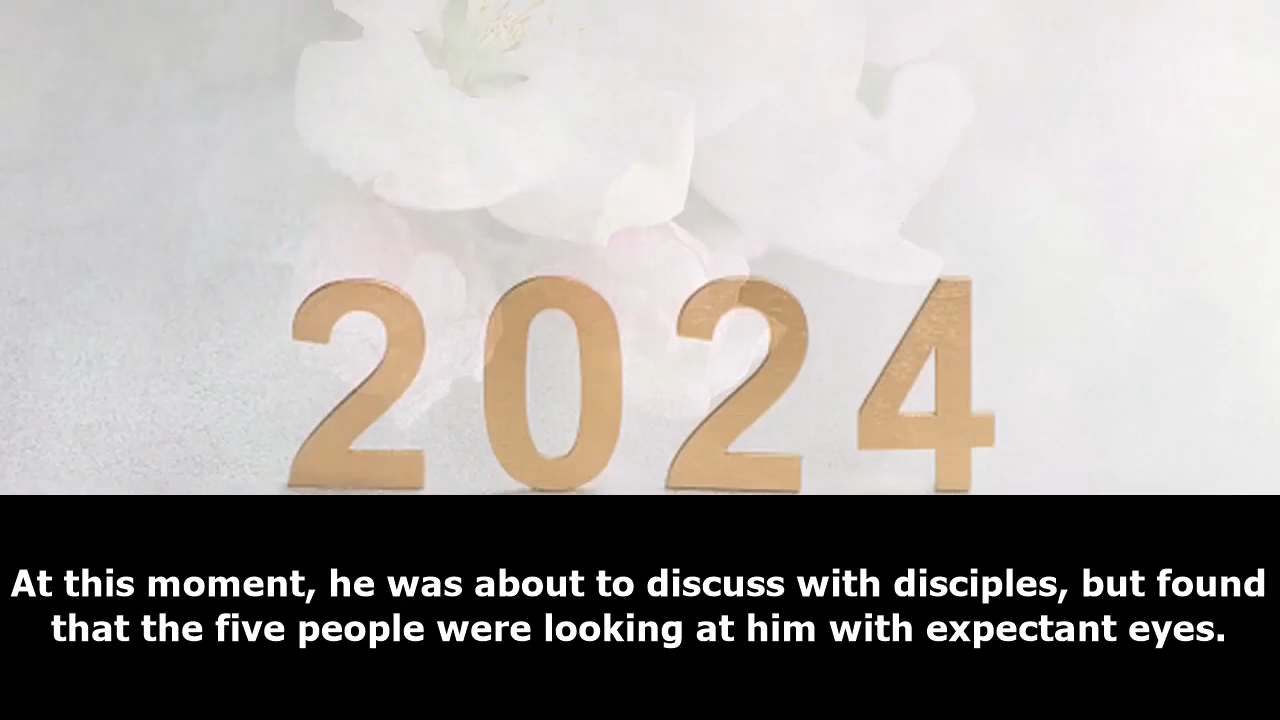 2024
At this moment, he was about to discuss with disciples, but found
that the five people were looking at him with expectant eyes.